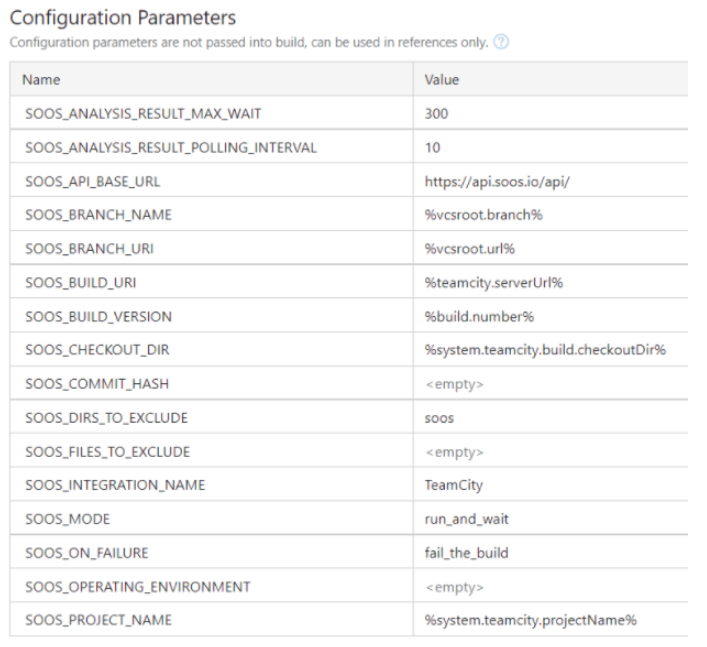 Configuration Parameters
Configuration parameters are not passed into build, can be used in references only. ?
Name Value
SOOS_ANALYSIS_RESULT_MAX_WAIT 300
SOOS_ANALYSIS_RESULT_POLLING_INTERVAL 10
SOOS_API_BASE_URL https://api.soos.io/api/
SOOS_BRANCH_NAME %vcsroot.branch%
SOOS_BRANCH_URI %vcsroot.url%
SOOS_BUILD_URI %teamcity.serverUrl%
SOOS_BUILD_VERSION %build.number%
SOOS_CHECKOUT_DIR %system.teamcity.build.checkoutDir%
SOOS_COMMIT_HASH <empty>
SOOS_DIRS_TO_EXCLUDE soos
SOOS_FILES_TO_EXCLUDE <empty>
SOOS_INTEGRATION_NAME TeamCity
SOOS_MODE run_and_wait
SOOS_ON_FAILURE fail_the_build
SOOS_OPERATING_ENVIRONMENT <empty>
SOOS_PROJECT_NAME %system.teamcity.projectName%